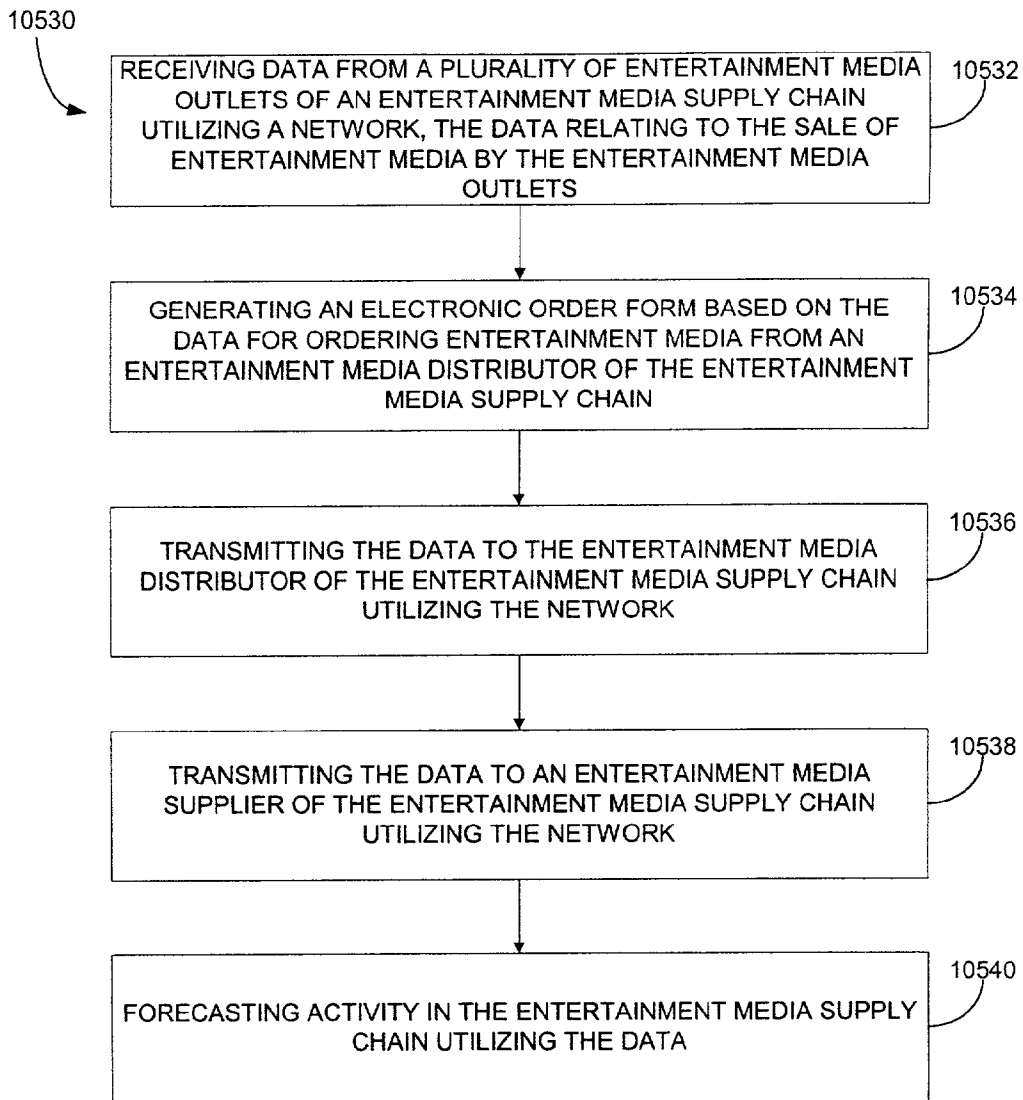 10530
RECEIVING DATA FROM A PLURALITY OF ENTERTAINMENT MEDIA
OUTLETS OF AN ENTERTAINMENT MEDIA SUPPLY CHAIN
UTILIZING A NETWORK, THE DATA RELATING TO THE SALE OF
ENTERTAINMENT MEDIA BY THE ENTERTAINMENT MEDIA
OUTLETS
10532
GENERATING AN ELECTRONIC ORDER FORM BASED ON THE
DATA FOR ORDERING ENTERTAINMENT MEDIA FROM AN
ENTERTAINMENT MEDIA DISTRIBUTOR OF THE ENTERTAINMENT
MEDIA SUPPLY CHAIN
10534
TRANSMITTING THE DATA TO THE ENTERTAINMENT MEDIA
DISTRIBUTOR OF THE ENTERTAINMENT MEDIA SUPPLY CHAIN
UTILIZING THE NETWORK
10536
TRANSMITTING THE DATA TO AN ENTERTAINMENT MEDIA
SUPPLIER OF THE ENTERTAINMENT MEDIA SUPPLY CHAIN
UTILIZING THE NETWORK
10538
FORECASTING ACTIVITY IN THE ENTERTAINMENT MEDIA SUPPLY
CHAIN UTILIZING THE DATA
10540